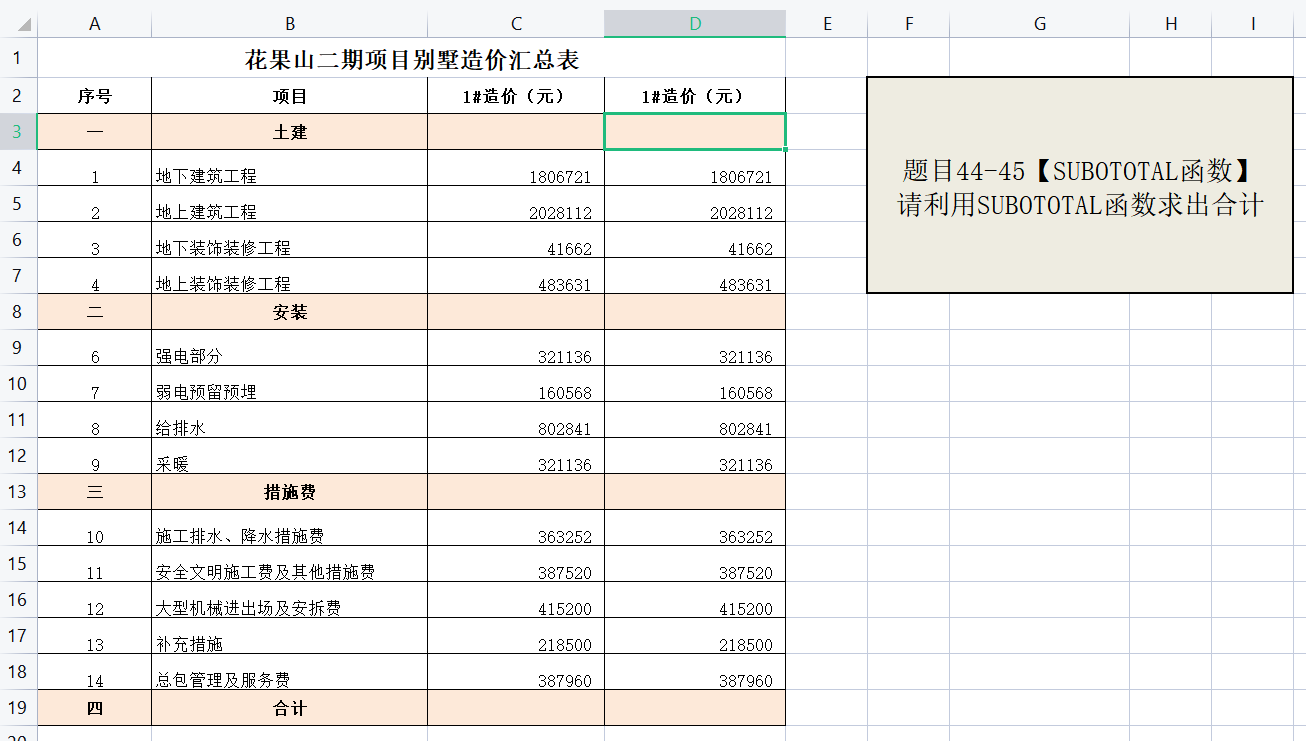 A B C D E F G H I
1 花果山二期项目别墅造价汇总表
2 序号 项目 1#造价（元） 1#造价（元）
3 一 土建
4 1 地下建筑工程 1806721 1806721
题目44-45【SUBOTOTAL函数】
5 2 地上建筑工程 2028112 2028112
请利用SUBOTOTAL函数求出合计
6 3 地下装饰装修工程 41662 41662
7 4 地上装饰装修工程 483631 483631
8 二 安装
9 6 强电部分 321136 321136
10 7 弱电预留预埋 160568 160568
11 8 给排水 802841 802841
12 9 采暖 321136 321136
13 三 措施费
14 10 施工排水、降水措施费 363252 363252
15 11 安全文明施工费及其他措施费 387520 387520
16 12 大型机械进出场及安拆费 415200 415200
17 13 补充措施 218500 218500
18 14 总包管理及服务费 387960 387960
19 四 合计